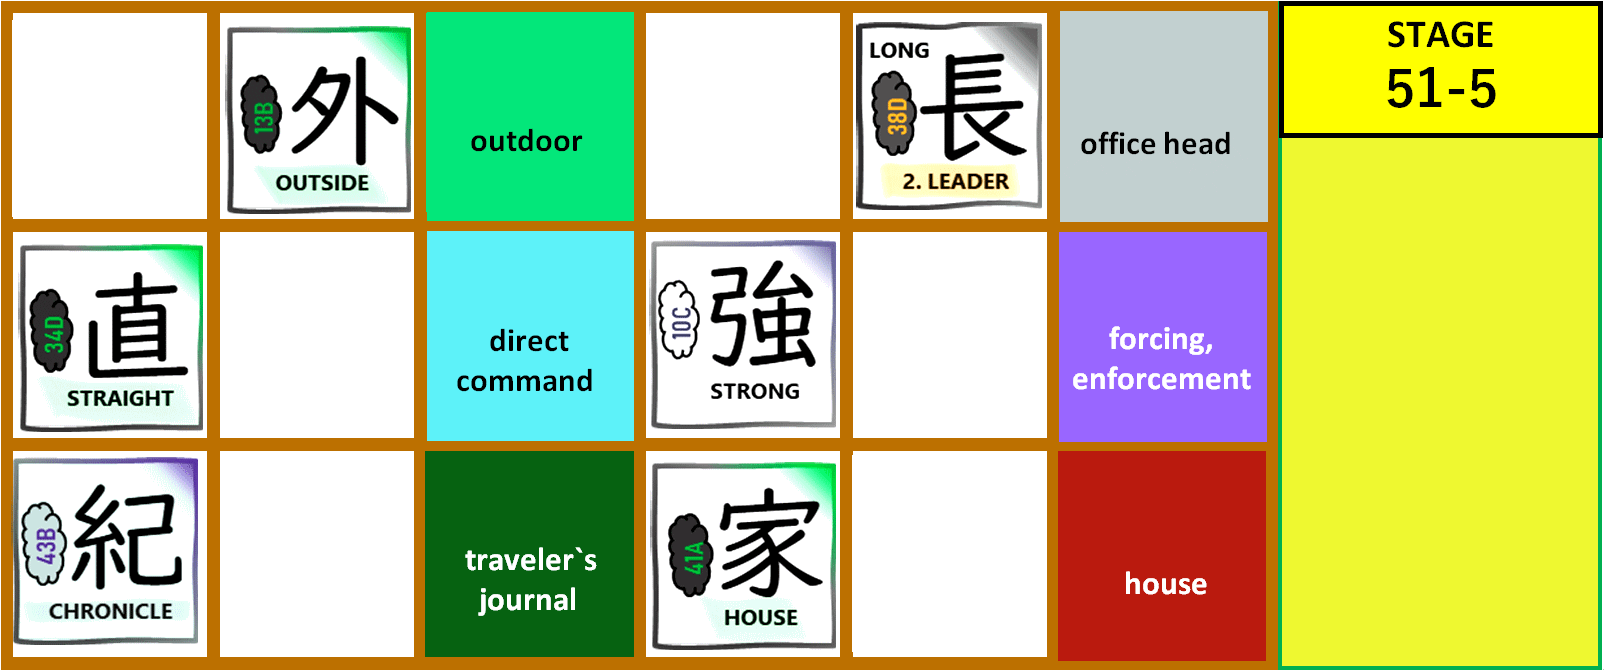 13B
外
OUTSIDE
outdoor
LONG
38D
長
2. LEADER
office head
STAGE
51-5
34D
直
STRAIGHT
direct
command
10C
強
STRONG
forcing,
enforcement
43B
紀
CHRONICLE
traveler`s
journal
41A
家
HOUSE
house